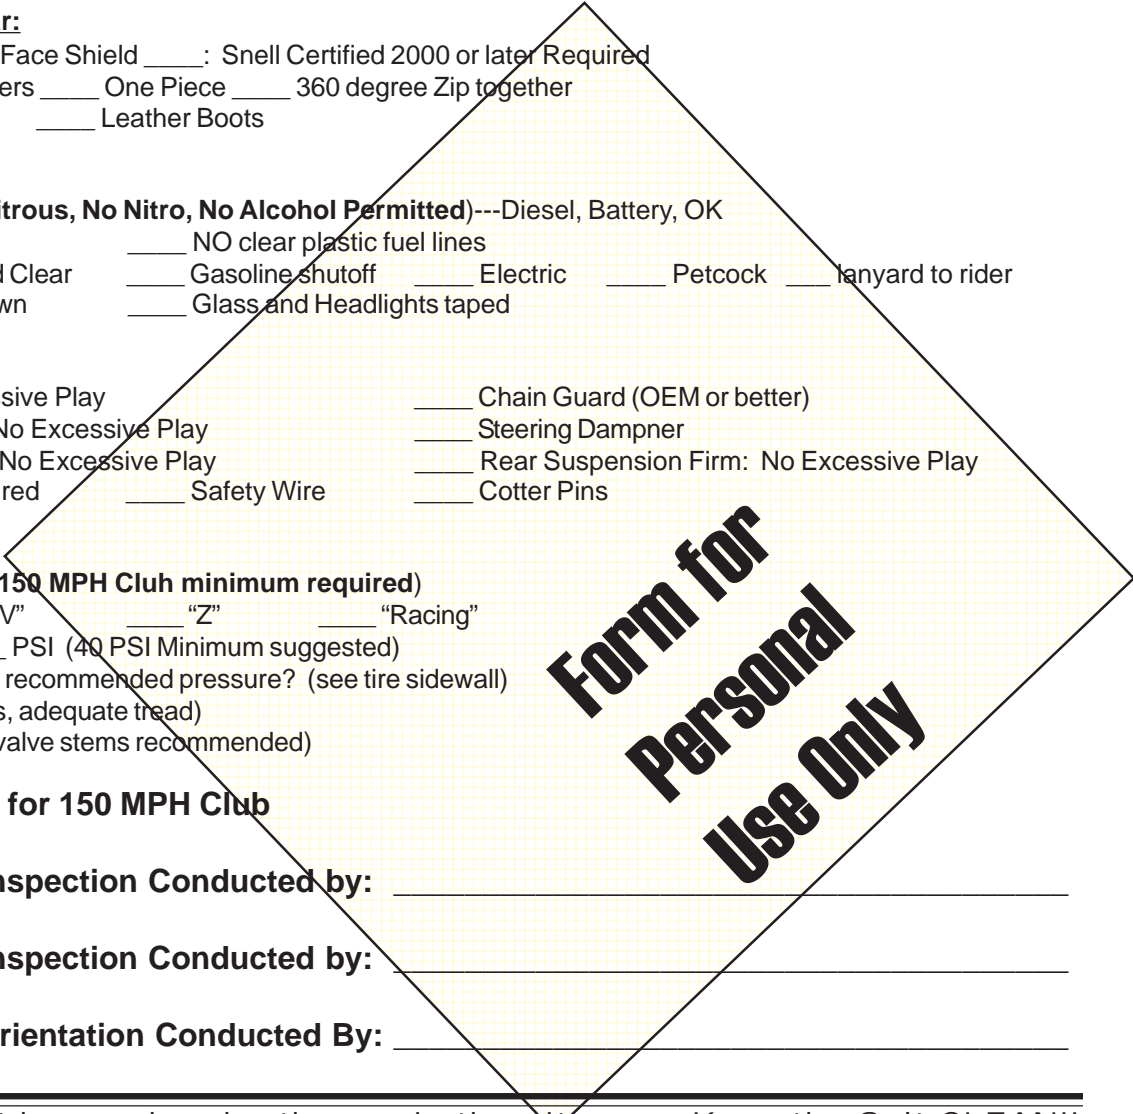 r:
Face Shield ____: Snell Certified 2000 or later Required
ers ____ One Piece ____ 360 degree Zip together
____ Leather Boots
itrous, No Nitro, No Alcohol Permitted)---Diesel, Battery, OK
____ NO clear plastic fuel lines
d Clear ____ Gasoline shutoff ____ Electric ____ Petcock ___ lanyard to rider
wn ____ Glass and Headlights taped
ssive Play ____ Chain Guard (OEM or better)
No Excessive Play ____ Steering Dampner
No Excessive Play ____ Rear Suspension Firm: No Excessive Play
red ____ Safety Wire ____ Cotter Pins
150 MPH Cluh minimum required)
V” ____ “Z” ____ “Racing”
_ PSI (40 PSI Minimum suggested)
recommended pressure? (see tire sidewall)
s, adequate tread)
valve stems recommended)
for 150 MPH Club
nspection Conducted by: ____
nspection Conducted by: ____
rientation Conducted By: ____
Form for
Personal
Use Only